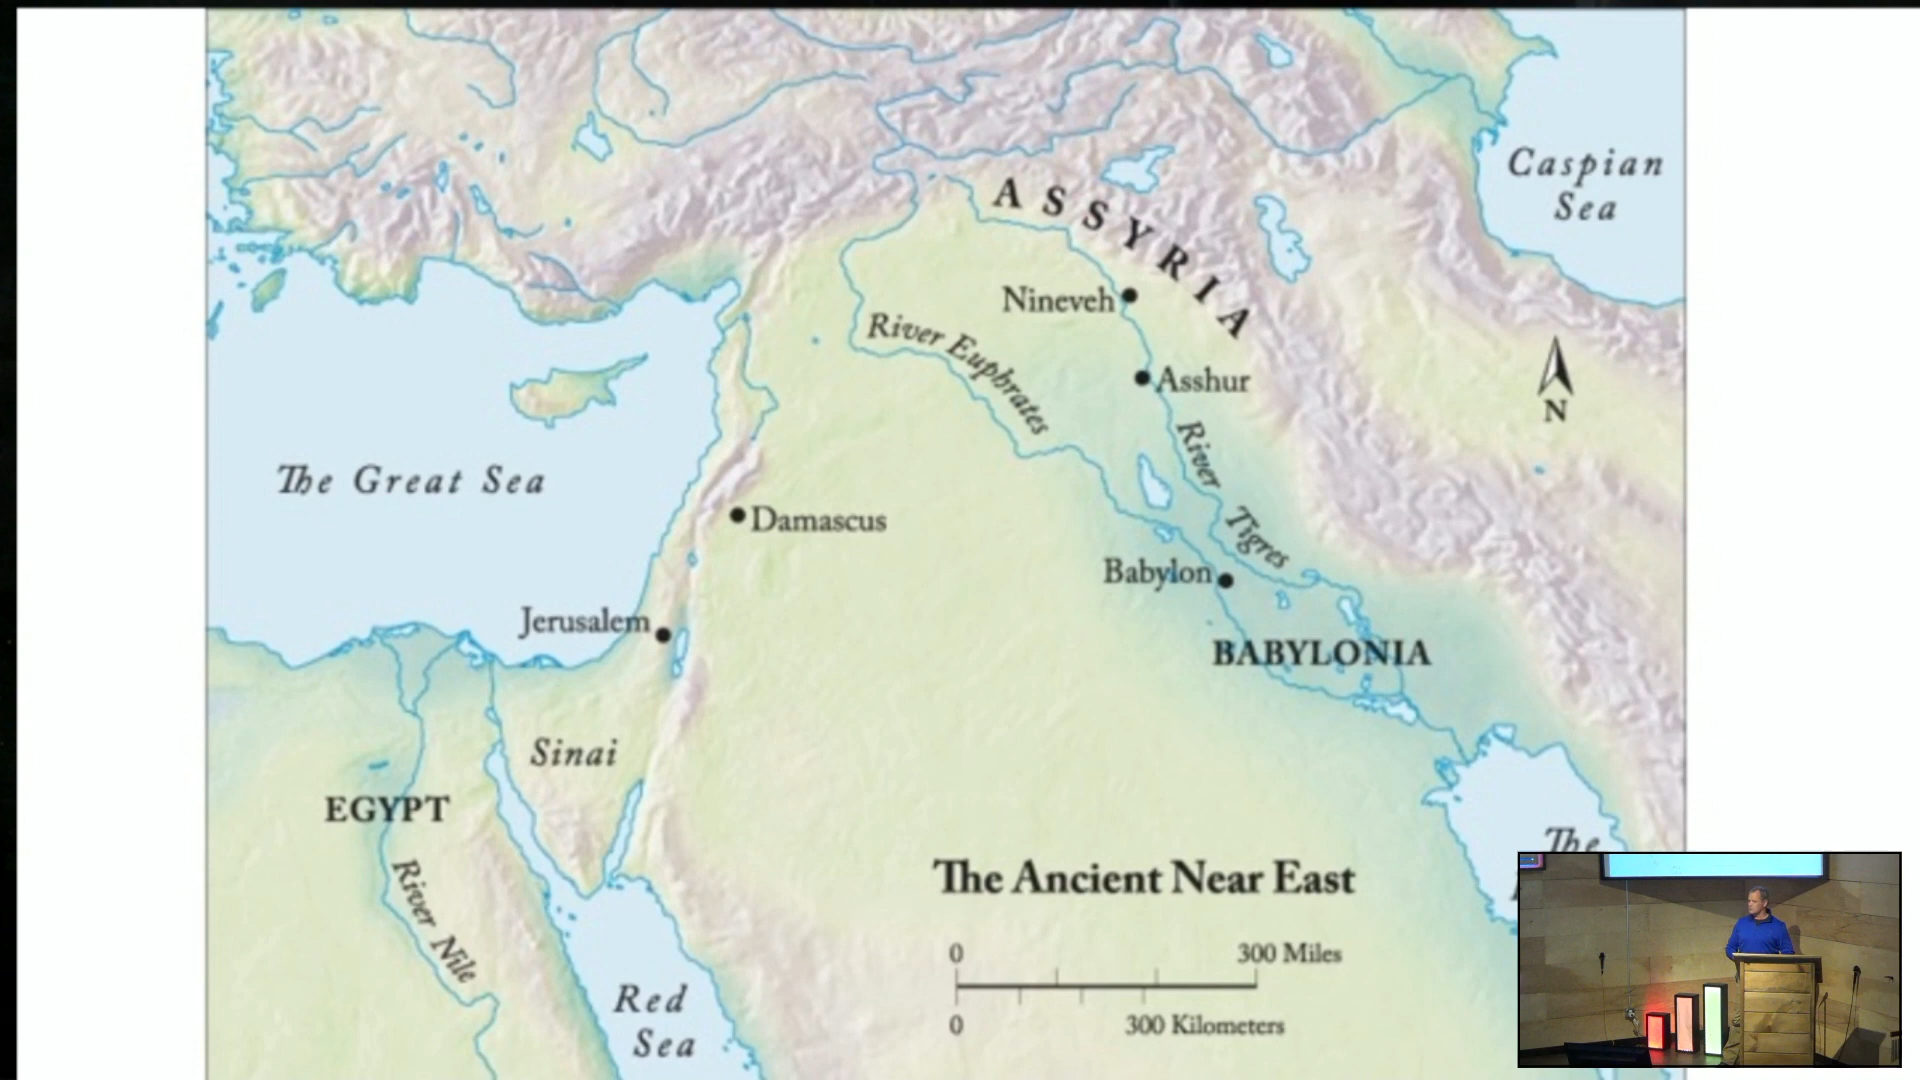 Caspian
Sea
ASSYRIA
Nineveh
River Euphrates
Asshur
N
River Tigres
The Great Sea
Damascus
Babylon
Jerusalem
BABYLONIA
Sinai
EGYPT
The
River Nile
The Ancient Near East
0 300 Miles
0 300 Kilometers
Red
Sea